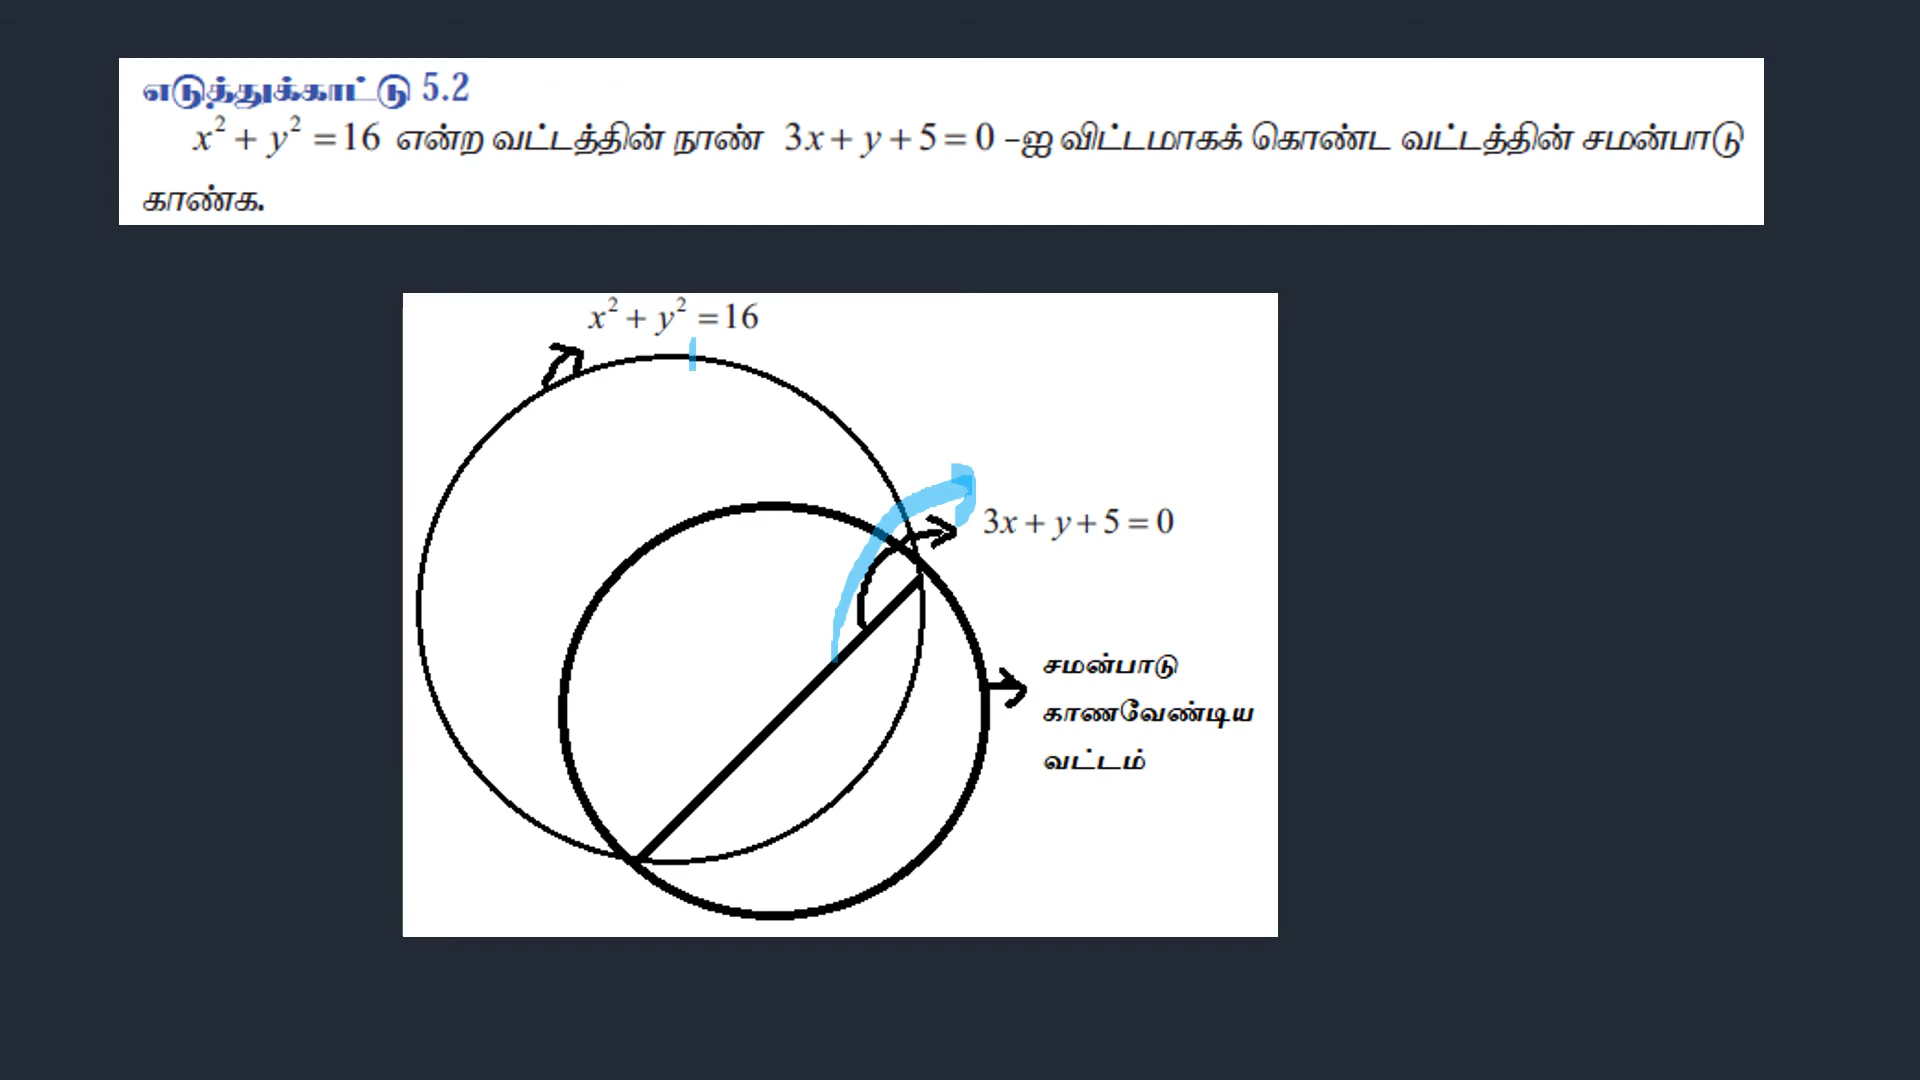 எடுத்துக்காட்டு 5.2
x² + y² = 16 என்ற வட்டத்தின் நாண் 3x + y + 5 = 0 –ஐ விட்டமாகக் கொண்ட வட்டத்தின் சமன்பாடு
காண்க.
x² + y² = 16
3x + y + 5 = 0
சமன்பாடு
காணவேண்டிய
வட்டம்